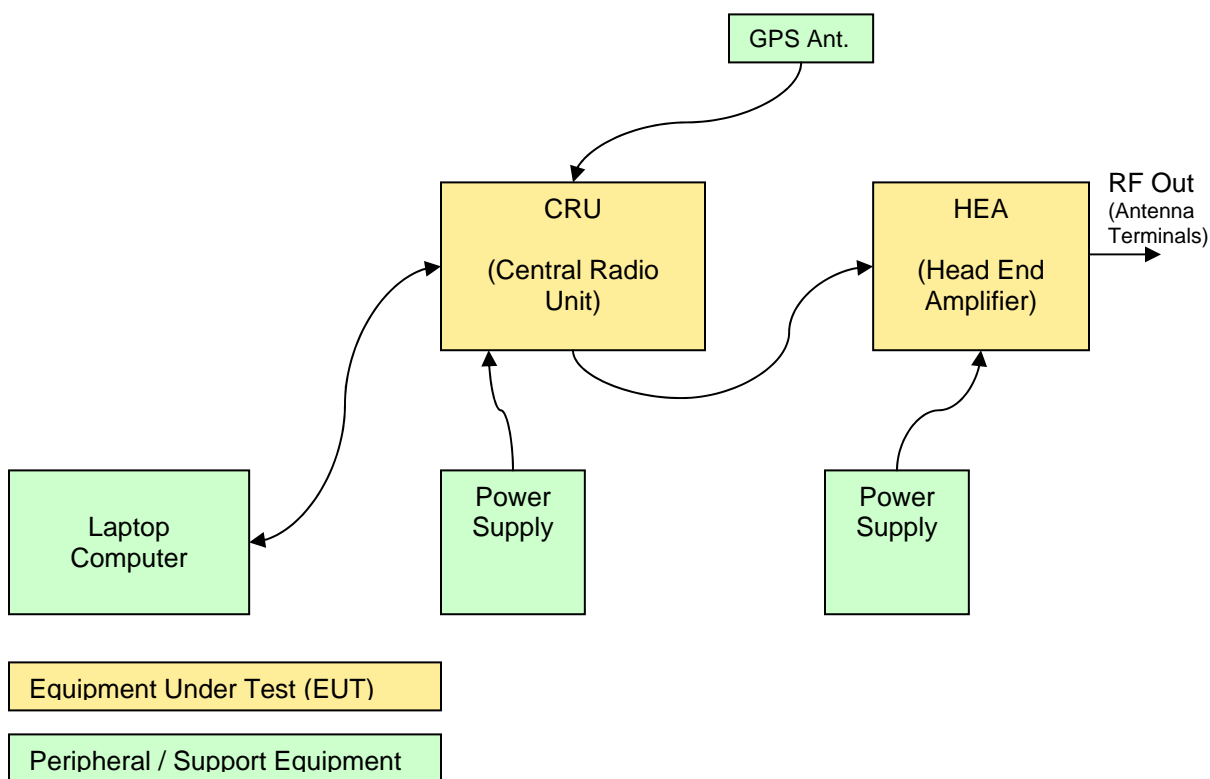 GPS Ant.
CRU
(Central Radio
Unit)
HEA
(Head End
Amplifier)
RF Out
(Antenna
Terminals)
Laptop
Computer
Power
Supply
Power
Supply
Equipment Under Test (EUT)
Peripheral / Support Equipment